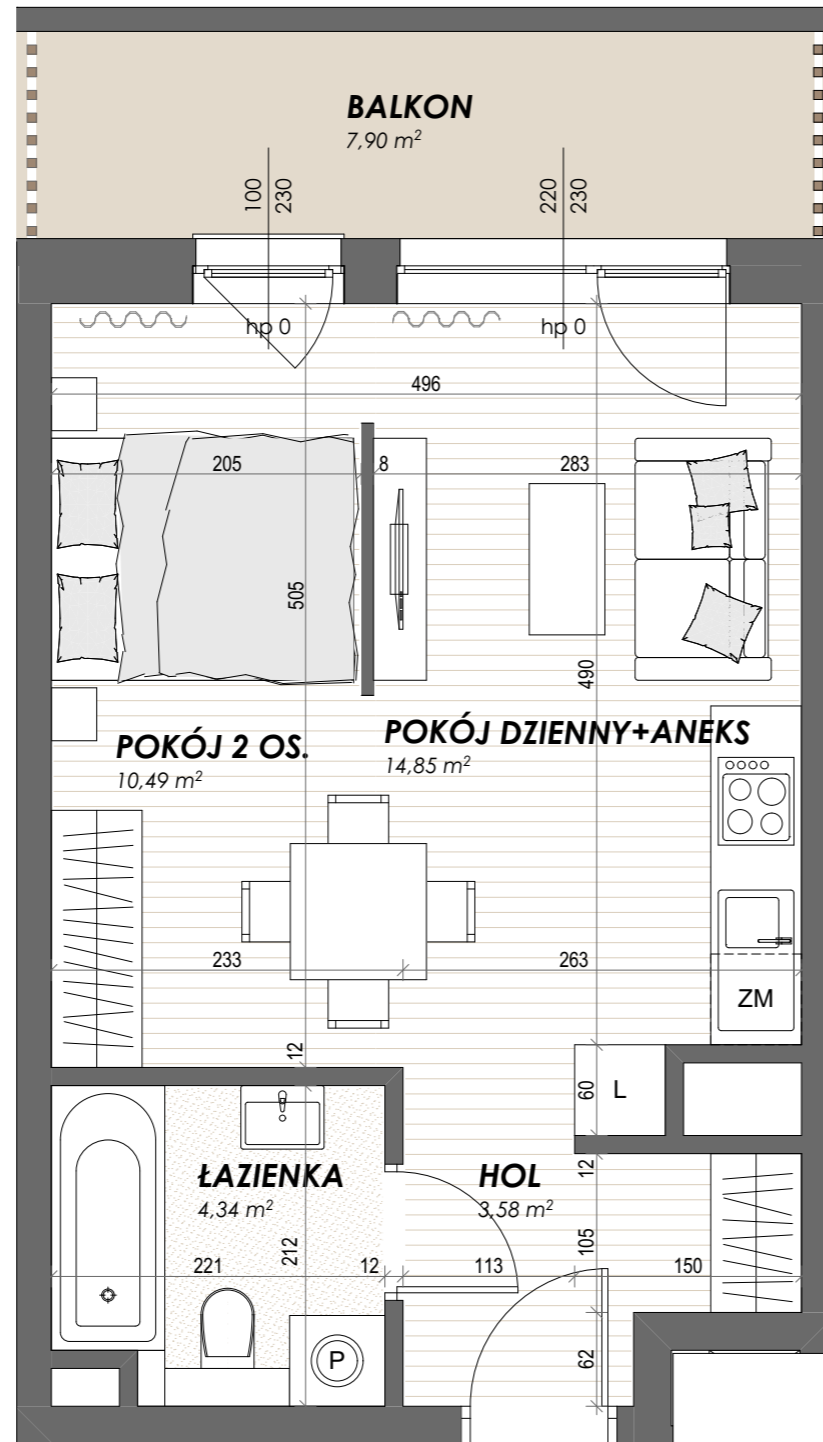 BALKON
7,90 m²
100
230
220
230
hp 0
hp 0
496
205
8
283
505
490
POKÓJ 2 OS.
10,49 m²
POKÓJ DZIENNY+ANEKS
14,85 m²
233
263
ZM
12
60
L
ŁAZIENKA
4,34 m²
HOL
3,58 m²
12
221
212
12
113
105
150
P
62